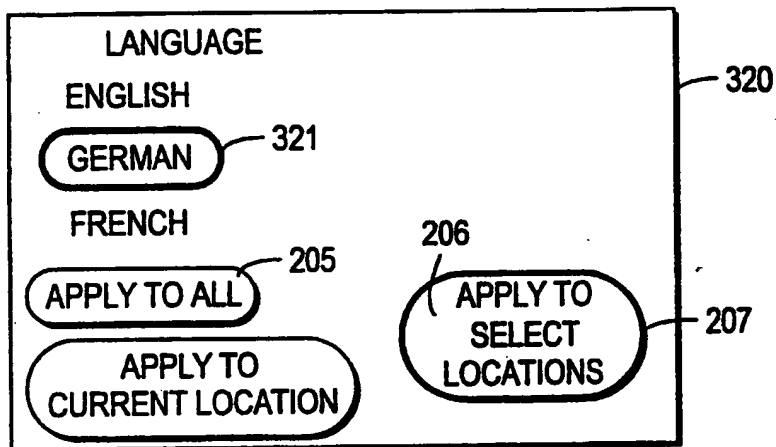 LANGUAGE
ENGLISH
320
GERMAN
321
FRENCH
206
205
APPLY TO ALL
APPLY TO
SELECT
LOCATIONS
207
APPLY TO
CURRENT LOCATION